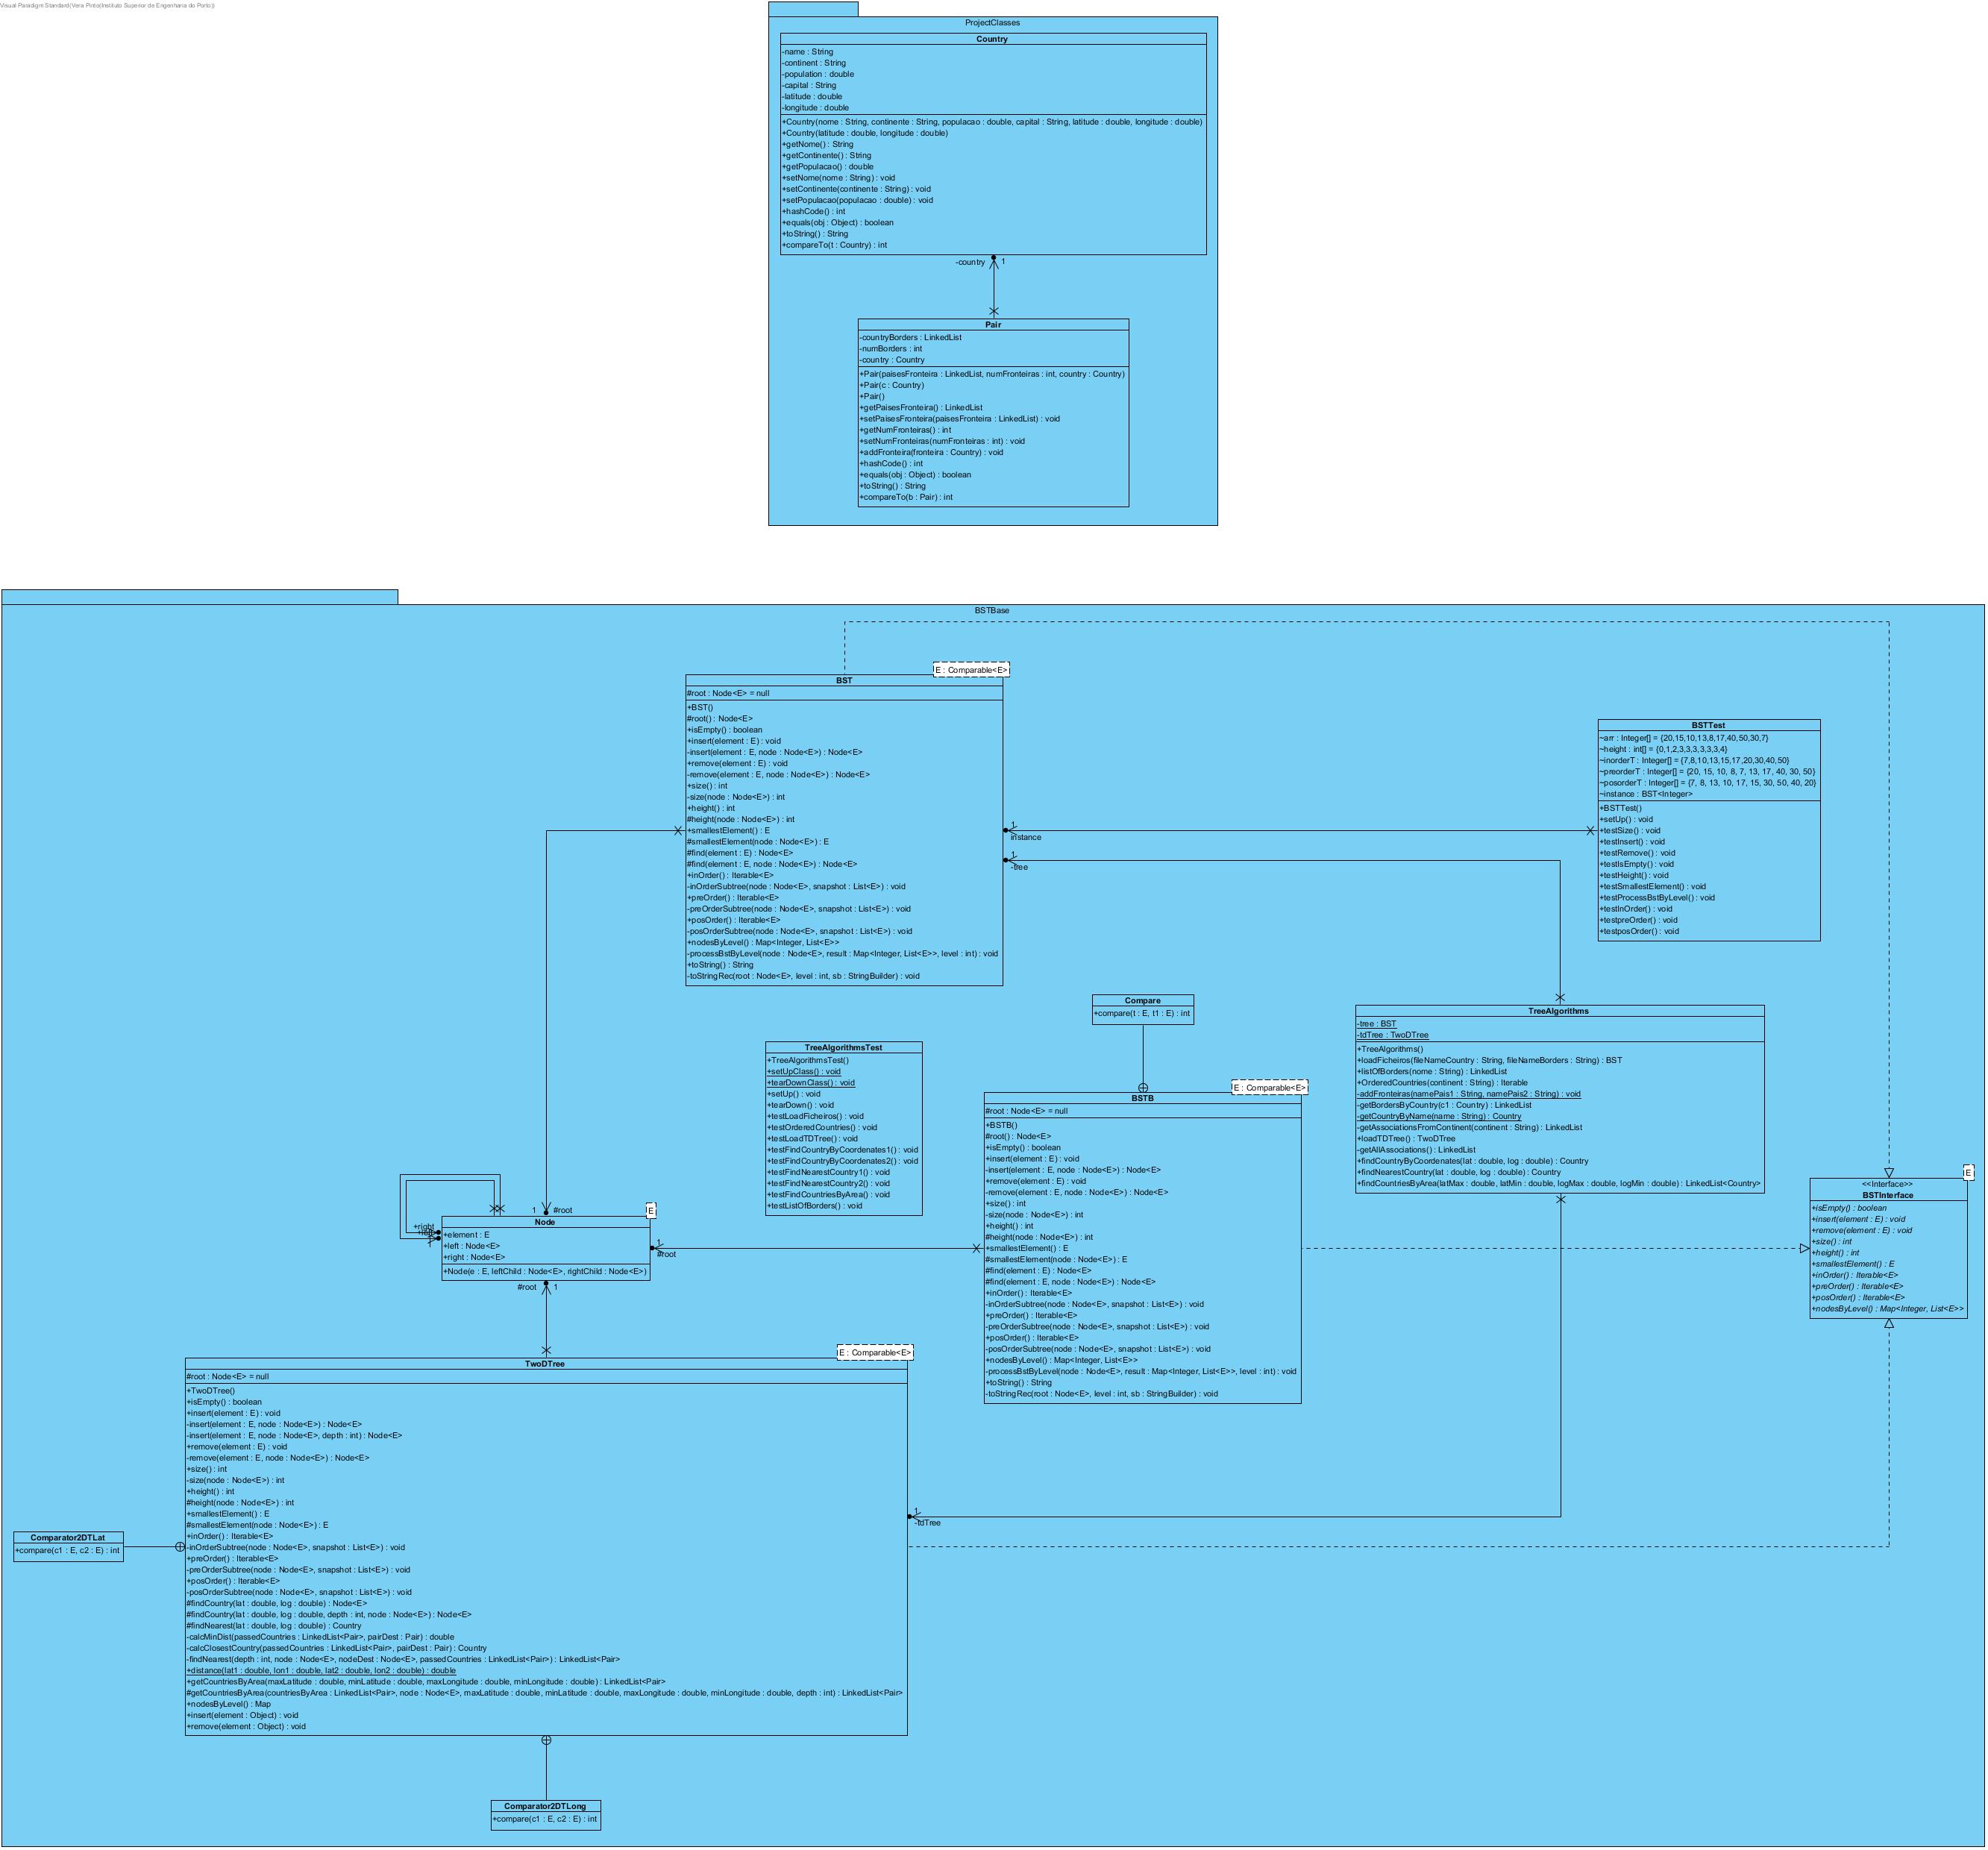 Visual Paradigm Standard(Vera Pinto(Instituto Superior de Engenharia do Porto))
ProjectClasses
Country
-name : String
-continent : String
-population : double
-capital : String
-latitude : double
-longitude : double
+Country(nome : String, continente : String, populacao : double, capital : String, latitude : double, longitude : double)
+Country(latitude : double, longitude : double)
+getNome() : String
+getContinente() : String
+getPopulacao() : double
+setNome(nome : String) : void
+setContinente(continente : String) : void
+setPopulacao(populacao : double) : void
+hashCode() : int
+equals(obj : Object) : boolean
+toString() : String
+compareTo(t : Country) : int
-country 1
Pair
-countryBorders : LinkedList
-numBorders : int
-country : Country
+Pair(paisesFronteira : LinkedList, numFronteiras : int, country : Country)
+Pair(c : Country)
+Pair()
+getPaisesFronteira() : LinkedList
+setPaisesFronteira(paisesFronteira : LinkedList) : void
+getNumFronteiras() : int
+setNumFronteiras(numFronteiras : int) : void
+addFronteira(fronteira : Country) : void
+hashCode() : int
+equals(obj : Object) : boolean
+toString() : String
+compareTo(b : Pair) : int
BSTBase
E : Comparable<E>
BST
#root : Node<E> = null
+BST()
#root() : Node<E>
+isEmpty() : boolean
+insert(element : E) : void
-insert(element : E, node : Node<E>) : Node<E>
+remove(element : E) : void
-remove(element : E, node : Node<E>) : Node<E>
+size() : int
-size(node : Node<E>) : int
+height() : int
#height(node : Node<E>) : int
+smallestElement() : E
#smallestElement(node : Node<E>) : E
#find(element : E) : Node<E>
#find(element : E, node : Node<E>) : Node<E>
+inOrder() : Iterable<E>
-inOrderSubtree(node : Node<E>, snapshot : List<E>) : void
+preOrder() : Iterable<E>
-preOrderSubtree(node : Node<E>, snapshot : List<E>) : void
+posOrder() : Iterable<E>
-posOrderSubtree(node : Node<E>, snapshot : List<E>) : void
+nodesByLevel() : Map<Integer, List<E>>
-processBstByLevel(node : Node<E>, result : Map<Integer, List<E>>, level : int) : void
+toString() : String
-toStringRec(root : Node<E>, level : int, sb : StringBuilder) : void
BSTTest
~arr : Integer[] = {20,15,10,13,8,17,40,50,30,7}
~height : int[] = {0,1,2,3,3,3,3,3,3,4}
~inorderT : Integer[] = {7,8,10,13,15,17,20,30,40,50}
~preorderT : Integer[] = {20, 15, 10, 8, 7, 13, 17, 40, 30, 50}
~posorderT : Integer[] = {7, 8, 13, 10, 17, 15, 30, 50, 40, 20}
~instance : BST<Integer>
+BSTTest()
+setUp() : void
+testSize() : void
+testInsert() : void
+testRemove() : void
+testIsEmpty() : void
+testHeight() : void
+testSmallestElement() : void
+testProcessBstByLevel() : void
+testInOrder() : void
+testpreOrder() : void
+testposOrder() : void
1
instance
1
-tree
Compare
+compare(t : E, t1 : E) : int
TreeAlgorithms
-tree : BST
-tdTree : TwoDTree
+TreeAlgorithms()
+loadFicheiros(fileNameCountry : String, fileNameBorders : String) : BST
+listOfBorders(nome : String) : LinkedList
+OrderedCountries(continent : String) : Iterable
-addFronteiras(namePais1 : String, namePais2 : String) : void
-getBordersByCountry(c1 : Country) : LinkedList
-getCountryByName(name : String) : Country
-getAssociationsFromContinent(continent : String) : LinkedList
+loadTDTree() : TwoDTree
-getAllAssociations() : LinkedList
+findCountryByCoordenates(lat : double, log : double) : Country
+findNearestCountry(lat : double, log : double) : Country
+findCountriesByArea(latMax : double, latMin : double, logMax : double, logMin : double) : LinkedList<Country>
TreeAlgorithmsTest
+TreeAlgorithmsTest()
+setUpClass() : void
+tearDownClass() : void
+setUp() : void
+tearDown() : void
+testLoadFicheiros() : void
+testOrderedCountries() : void
+testLoadTDTree() : void
+testFindCountryByCoordenates1() : void
+testFindCountryByCoordenates2() : void
+testFindNearestCountry1() : void
+testFindNearestCountry2() : void
+testFindCountriesByArea() : void
+testListOfBorders() : void
E : Comparable<E>
BSTB
#root : Node<E> = null
+BSTB()
#root() : Node<E>
+isEmpty() : boolean
+insert(element : E) : void
-insert(element : E, node : Node<E>) : Node<E>
+remove(element : E) : void
-remove(element : E, node : Node<E>) : Node<E>
+size() : int
-size(node : Node<E>) : int
+height() : int
#height(node : Node<E>) : int
+smallestElement() : E
#smallestElement(node : Node<E>) : E
#find(element : E) : Node<E>
#find(element : E, node : Node<E>) : Node<E>
+inOrder() : Iterable<E>
-inOrderSubtree(node : Node<E>, snapshot : List<E>) : void
+preOrder() : Iterable<E>
-preOrderSubtree(node : Node<E>, snapshot : List<E>) : void
+posOrder() : Iterable<E>
-posOrderSubtree(node : Node<E>, snapshot : List<E>) : void
+nodesByLevel() : Map<Integer, List<E>>
-processBstByLevel(node : Node<E>, result : Map<Integer, List<E>>, level : int) : void
+toString() : String
-toStringRec(root : Node<E>, level : int, sb : StringBuilder) : void
E
<<Interface>>
BSTInterface
+isEmpty() : boolean
+insert(element : E) : void
+remove(element : E) : void
+size() : int
+height() : int
+smallestElement() : E
+inOrder() : Iterable<E>
+preOrder() : Iterable<E>
+posOrder() : Iterable<E>
+nodesByLevel() : Map<Integer, List<E>>
1 #root
E
Node
+element : E
+left : Node<E>
+right : Node<E>
+Node(e : E, leftChild : Node<E>, rightChild : Node<E>)
+right
+left
1
1
#root
#root 1
E : Comparable<E>
TwoDTree
#root : Node<E> = null
+TwoDTree()
+isEmpty() : boolean
+insert(element : E) : void
-insert(element : E, node : Node<E>) : Node<E>
-insert(element : E, node : Node<E>, depth : int) : Node<E>
+remove(element : E) : void
-remove(element : E, node : Node<E>) : Node<E>
+size() : int
-size(node : Node<E>) : int
+height() : int
#height(node : Node<E>) : int
+smallestElement() : E
#smallestElement(node : Node<E>) : E
+inOrder() : Iterable<E>
-inOrderSubtree(node : Node<E>, snapshot : List<E>) : void
+preOrder() : Iterable<E>
-preOrderSubtree(node : Node<E>, snapshot : List<E>) : void
+posOrder() : Iterable<E>
-posOrderSubtree(node : Node<E>, snapshot : List<E>) : void
#findCountry(lat : double, log : double) : Node<E>
#findCountry(lat : double, log : double, depth : int, node : Node<E>) : Node<E>
#findNearest(lat : double, log : double) : Country
-calcMinDist(passedCountries : LinkedList<Pair>, pairDest : Pair) : double
-calcClosestCountry(passedCountries : LinkedList<Pair>, pairDest : Pair) : Country
-findNearest(depth : int, node : Node<E>, nodeDest : Node<E>, passedCountries : LinkedList<Pair>) : LinkedList<Pair>
+distance(lat1 : double, lon1 : double, lat2 : double, lon2 : double) : double
+getCountriesByArea(maxLatitude : double, minLatitude : double, maxLongitude : double, minLongitude : double) : LinkedList<Pair>
#getCountriesByArea(countriesByArea : LinkedList<Pair>, node : Node<E>, maxLatitude : double, minLatitude : double, maxLongitude : double, minLongitude : double, depth : int) : LinkedList<Pair>
+nodesByLevel() : Map
+insert(element : Object) : void
+remove(element : Object) : void
1
-tdTree
Comparator2DTLat
+compare(c1 : E, c2 : E) : int
Comparator2DTLong
+compare(c1 : E, c2 : E) : int